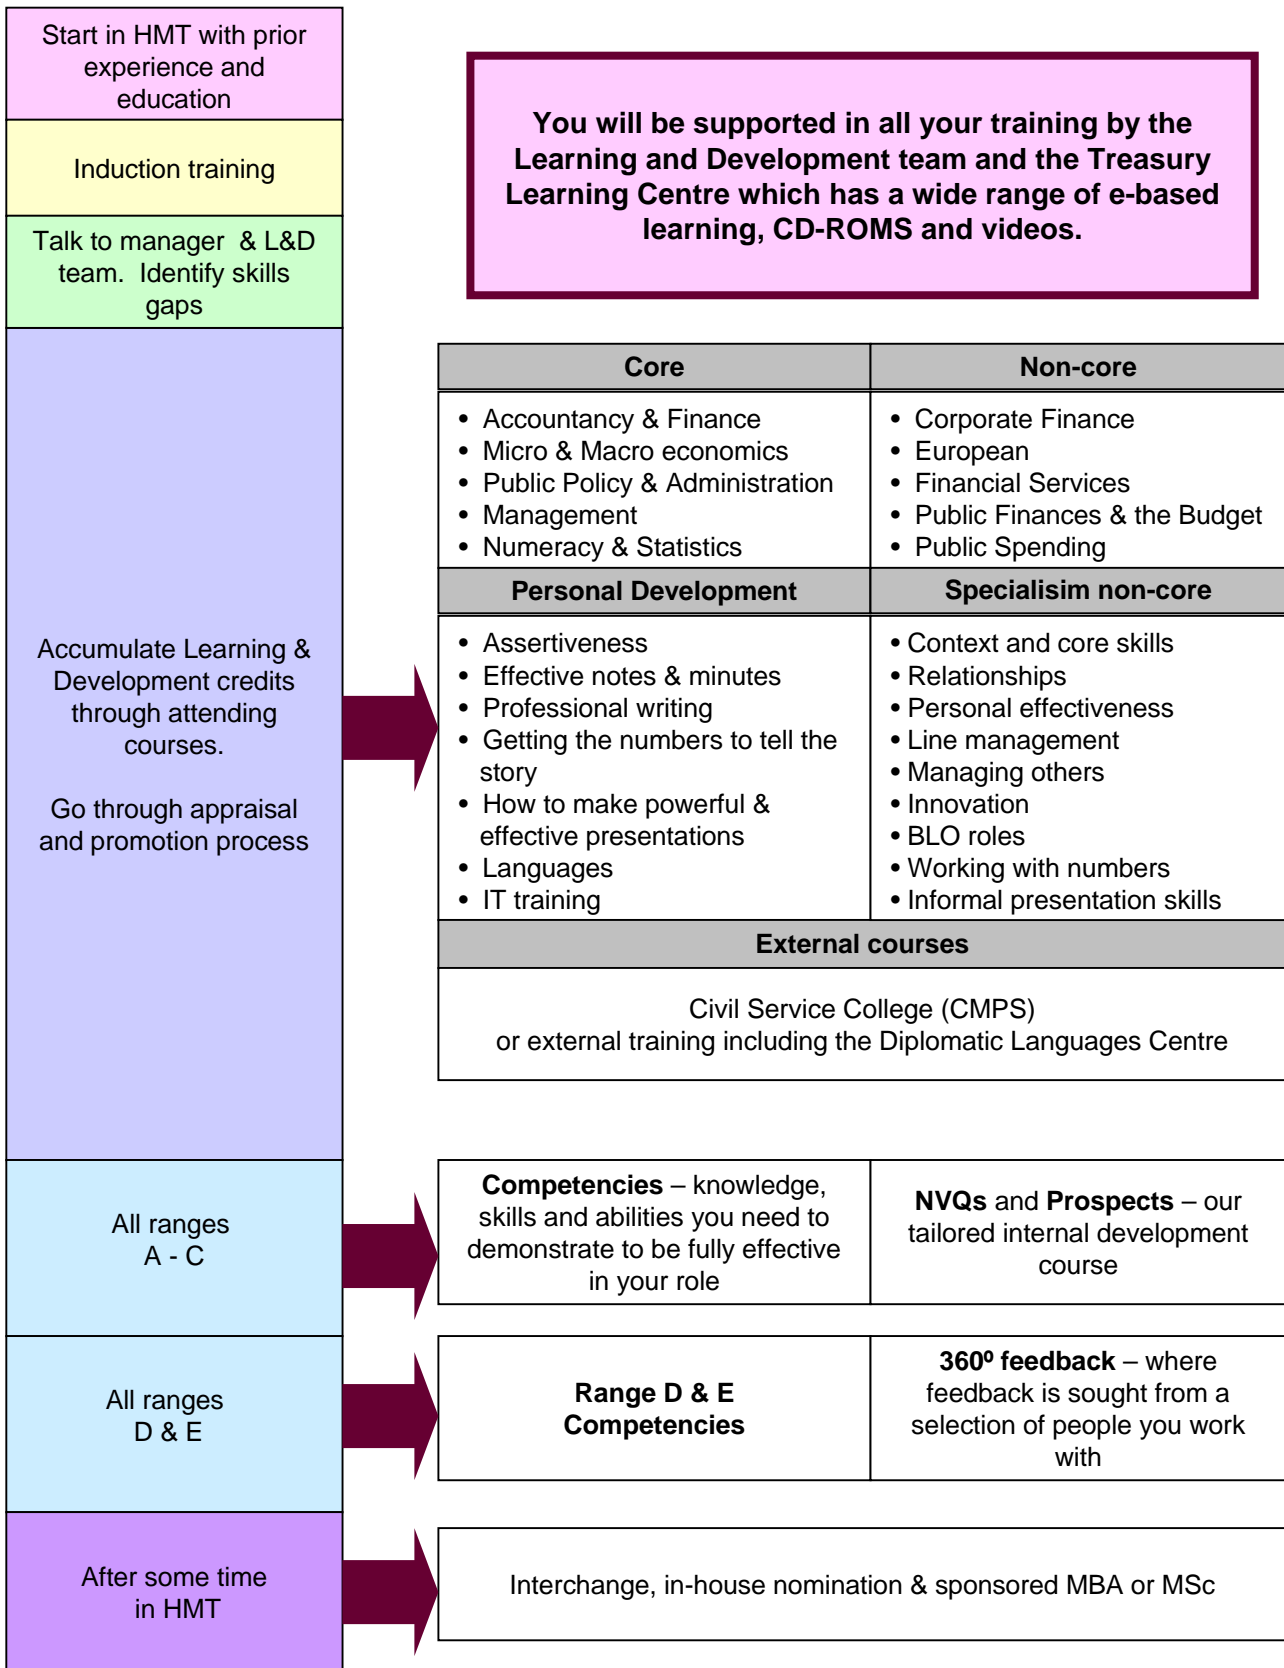 Start in HMT with prior
experience and
education
Induction training
Talk to manager & L&D
team. Identify skills
gaps
Accumulate Learning &
Development credits
through attending
courses.
Go through appraisal
and promotion process
All ranges
A - C
All ranges
D & E
After some time
in HMT
You will be supported in all your training by the
Learning and Development team and the Treasury
Learning Centre which has a wide range of e-based
learning, CD-ROMS and videos.
Core
• Accountancy & Finance
• Micro & Macro economics
• Public Policy & Administration
• Management
• Numeracy & Statistics
Non-core
• Corporate Finance
• European
• Financial Services
• Public Finances & the Budget
• Public Spending
Personal Development
• Assertiveness
• Effective notes & minutes
• Professional writing
• Getting the numbers to tell the
story
• How to make powerful &
effective presentations
• Languages
• IT training
Specialisim non-core
• Context and core skills
• Relationships
• Personal effectiveness
• Line management
• Managing others
• Innovation
• BLO roles
• Working with numbers
• Informal presentation skills
External courses
Civil Service College (CMPS)
or external training including the Diplomatic Languages Centre
Competencies – knowledge,
skills and abilities you need to
demonstrate to be fully effective
in your role
NVQs and Prospects – our
tailored internal development
course
Range D & E
Competencies
360º feedback – where
feedback is sought from a
selection of people you work
with
Interchange, in-house nomination & sponsored MBA or MSc